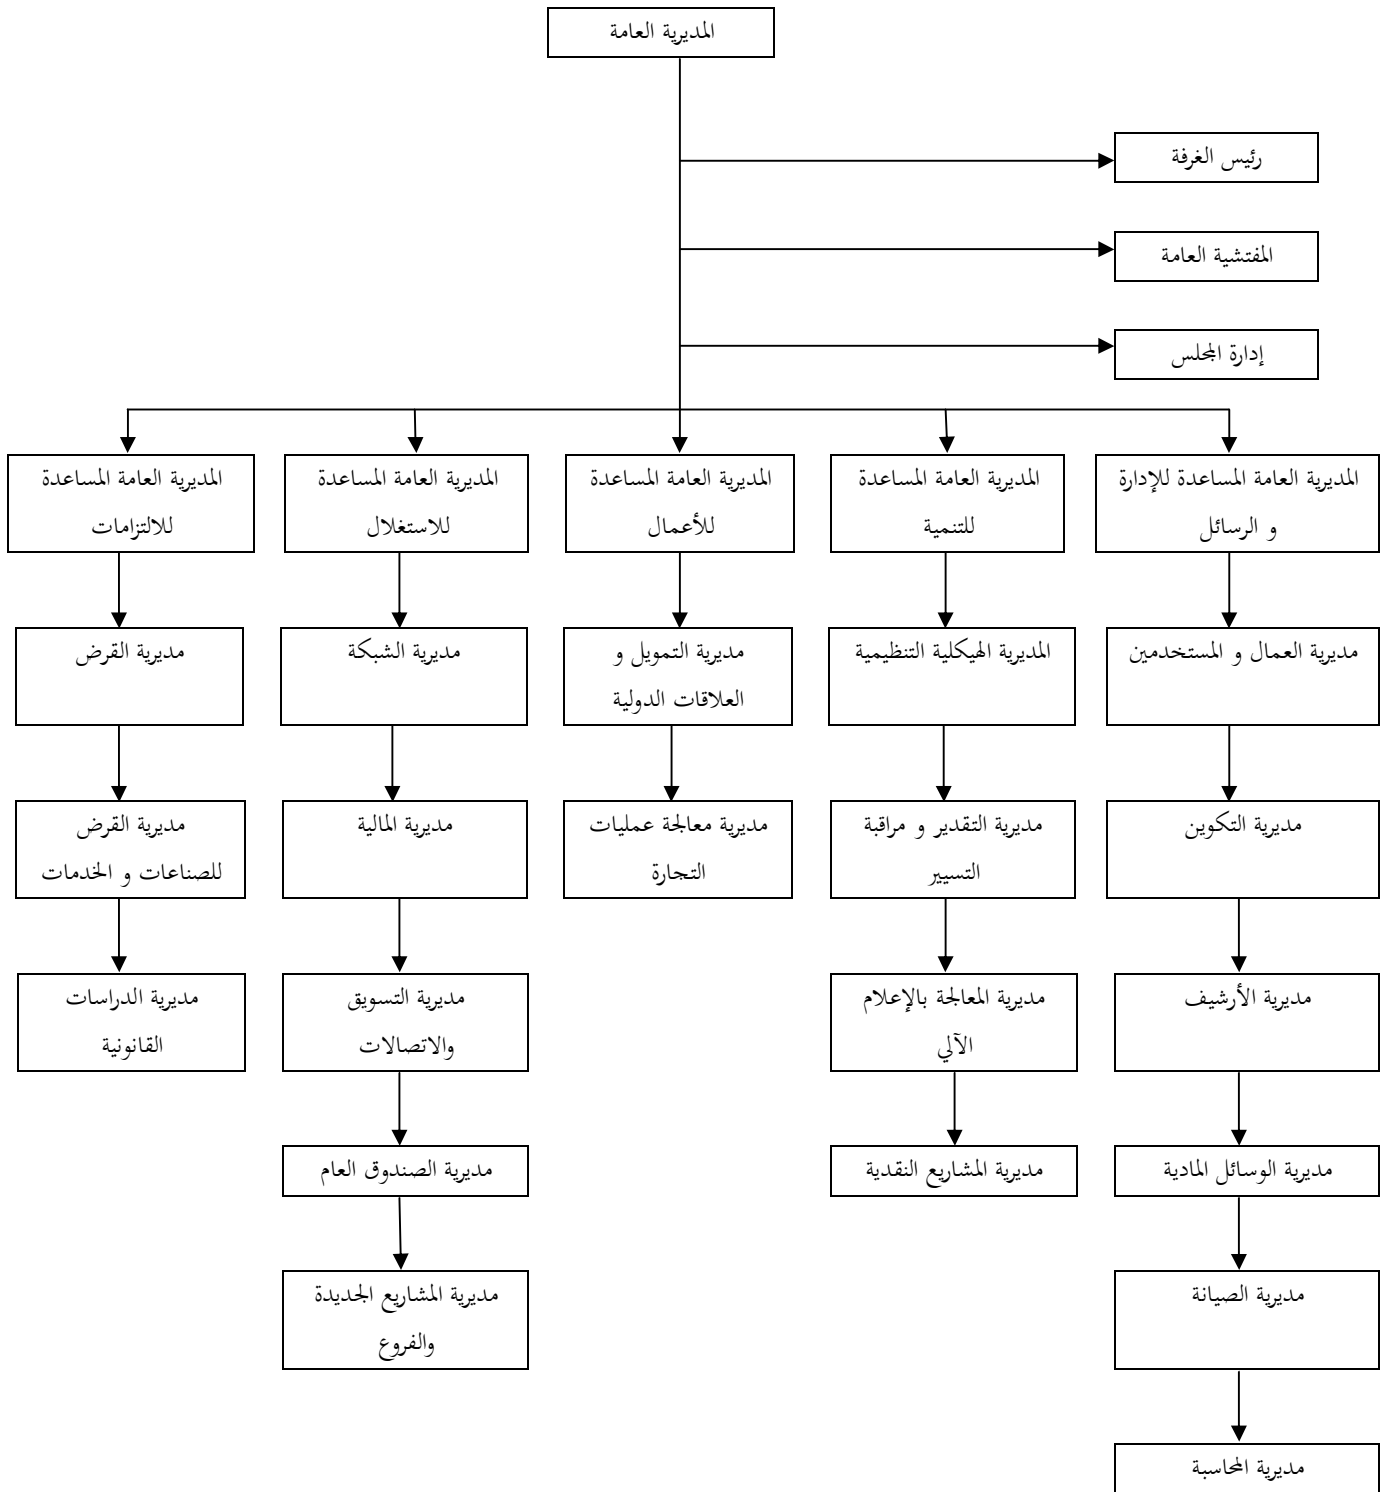 المديرية العامة
رئيس الغرفة
المفتشية العامة
إدارة المجلس
المديرية العامة المساعدة للإدارة
و الرسائل
المديرية العامة المساعدة
للتنمية
المديرية العامة المساعدة
للأعمال
المديرية العامة المساعدة
للاستغلال
المديرية العامة المساعدة
للالتزامات
مديرية العمال و المستخدمين
المديرية الهيكلية التنظيمية
مديرية التمويل و
العلاقات الدولية
مديرية الشبكة
مديرية القرض
مديرية التكوين
مديرية التقدير و مراقبة
التسيير
مديرية معالجة عمليات
التجارة
مديرية المالية
مديرية القرض
للصناعات و الخدمات
مديرية الأرشيف
مديرية المعالجة بالإعلام
الآلي
مديرية التسويق
والاتصالات
مديرية الدراسات
القانونية
مديرية الوسائل المادية
مديرية المشاريع النقدية
مديرية الصندوق العام
مديرية الصيانة
مديرية المشاريع الجديدة
والفروع
مديرية المحاسبة